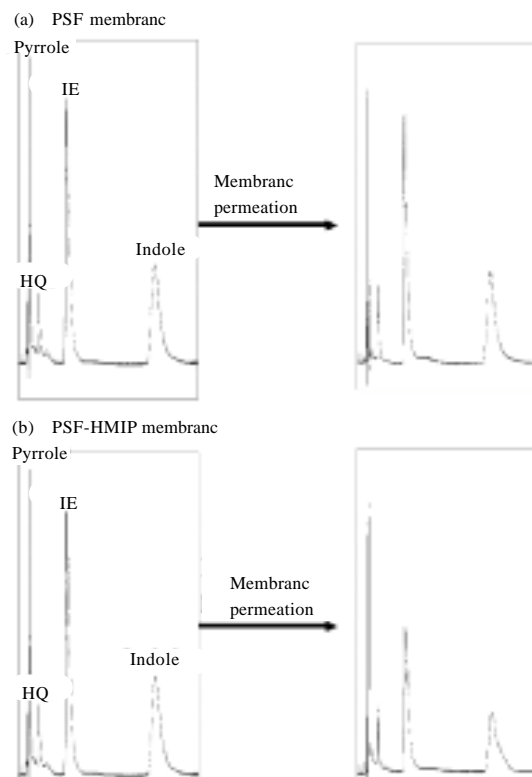 (a) PSF membranc
Pyrrole
IE
Membranc
permeation
Indole
HQ
(b) PSF-HMIP membranc
Pyrrole
IE
Membranc
permeation
Indole
HQ